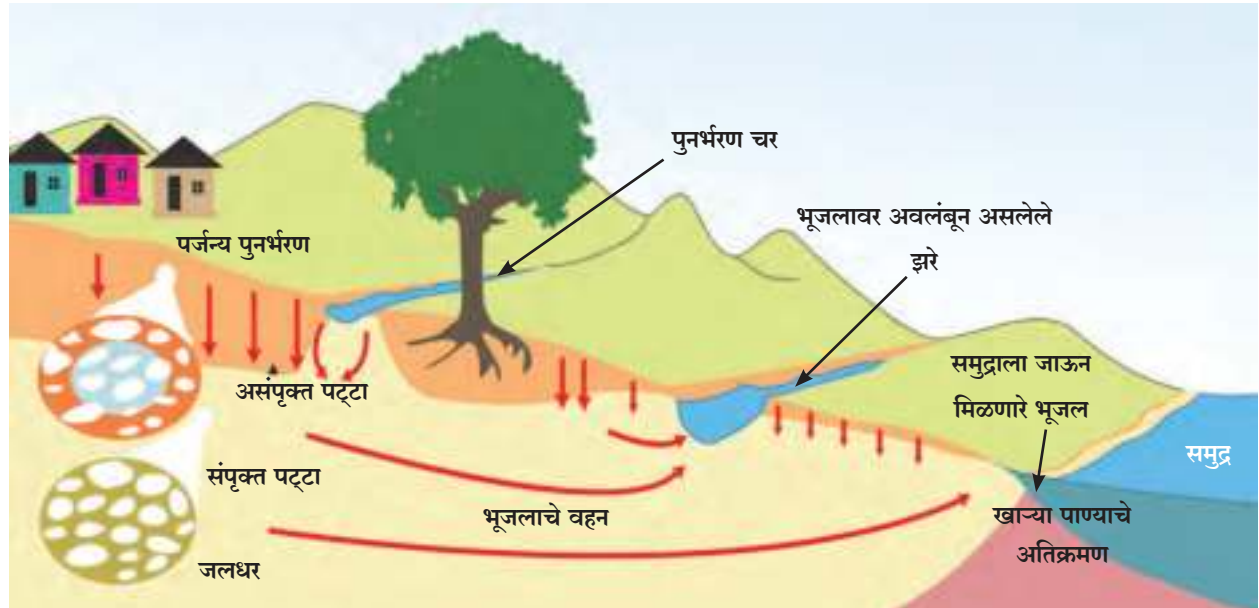 पुनर्भरण चर
भूजलावर अवलंबून असलेले
झरे
पर्जन्य पुनर्भरण
समुद्राला जाऊन
मिळणारे भूजल
असंपृक्त पट्टा
समुद्र
संपृक्त पट्टा
भूजलाचे वहन
खाऱ्या पाण्याचे
अतिक्रमण
जलधर